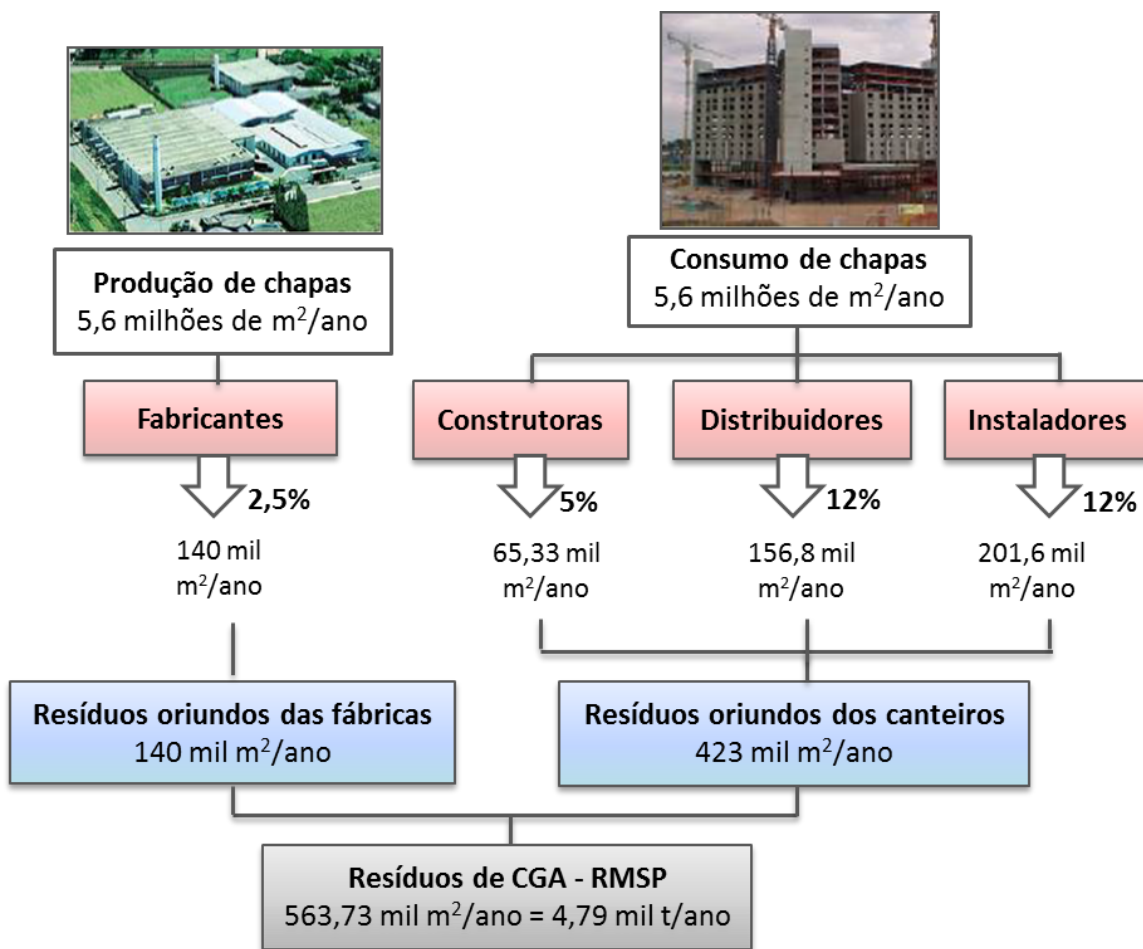 Produção de chapas
5,6 milhões de m²/ano
Consumo de chapas
5,6 milhões de m²/ano
Fabricantes
Construtoras
Distribuidores
Instaladores
2,5%
5%
12%
12%
140 mil
m²/ano
65,33 mil
m²/ano
156,8 mil
m²/ano
201,6 mil
m²/ano
Resíduos oriundos das fábricas
140 mil m²/ano
Resíduos oriundos dos canteiros
423 mil m²/ano
Resíduos de CGA - RMSP
563,73 mil m²/ano = 4,79 mil t/ano